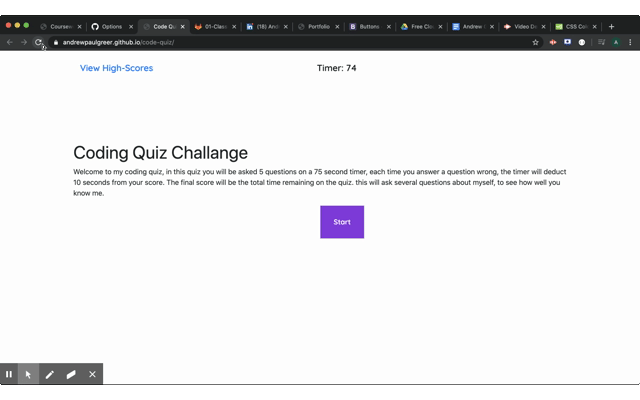 Coursew
Options
Code Qu
01-Class
(18) And
Portfolio
Buttons
Free Clo
Andrew
Video De
CSS Col
andrewpaulgreer.github.io/code-quiz/
A
View High-Scores
Timer: 74
Coding Quiz Challange
Welcome to my coding quiz, in this quiz you will be asked 5 questions on a 75 second timer, each time you answer a question wrong, the timer will deduct
10 seconds from your score. The final score will be the total time remaining on the quiz. this will ask several questions about myself, to see how well you
know me.
Start